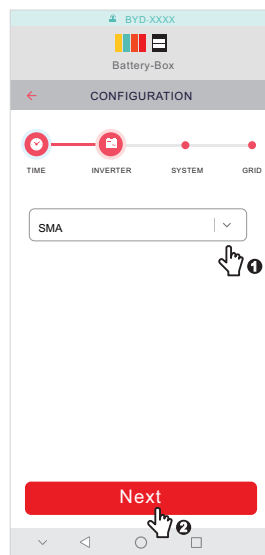 BYD-XXXX
Battery-Box
CONFIGURATION
TIME INVERTER SYSTEM GRID
SMA
1
Next
2